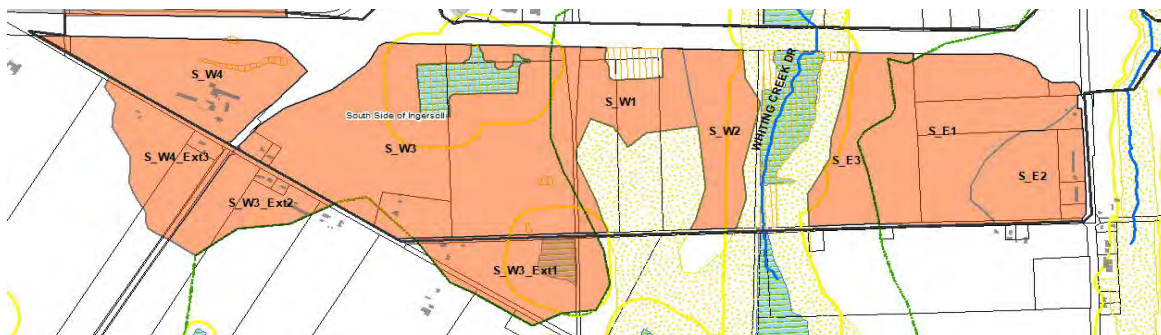 S_W4
South Side of Ingersoll
S_W3
S_W1
S_W2
WHITING CREEK DR
S_E1
S_E3
S_E2
S_W4_Ext3
S_W3_Ext2
S_W3_Ext1